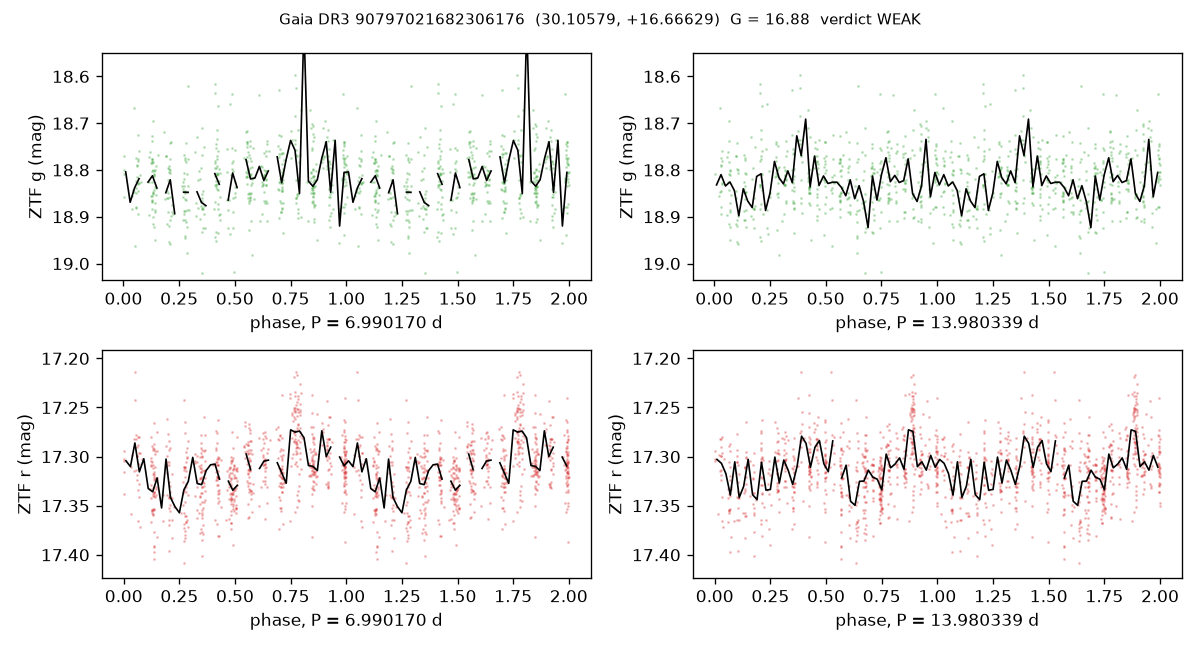 Gaia DR3 90797021682306176 (30.10579, +16.66629) G = 16.88 verdict WEAK
ZTF g (mag)
18.6
18.7
18.8
18.9
19.0
0.00 0.25 0.50 0.75 1.00 1.25 1.50 1.75 2.00
phase, P = 6.990170 d
ZTF g (mag)
18.6
18.7
18.8
18.9
19.0
0.00 0.25 0.50 0.75 1.00 1.25 1.50 1.75 2.00
phase, P = 13.980339 d
ZTF r (mag)
17.20
17.25
17.30
17.35
17.40
0.00 0.25 0.50 0.75 1.00 1.25 1.50 1.75 2.00
phase, P = 6.990170 d
ZTF r (mag)
17.20
17.25
17.30
17.35
17.40
0.00 0.25 0.50 0.75 1.00 1.25 1.50 1.75 2.00
phase, P = 13.980339 d